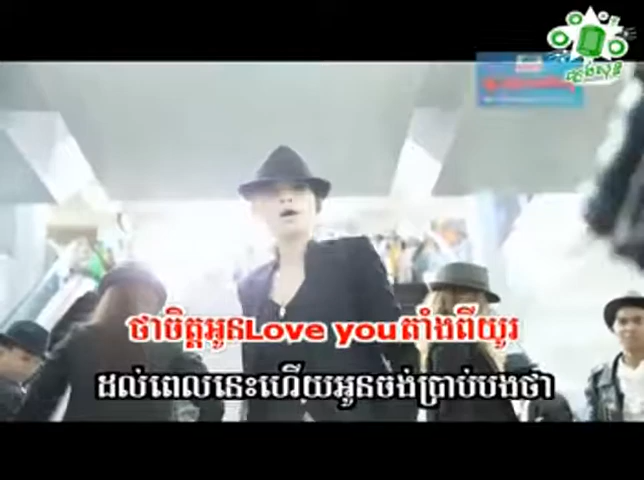 ថាចិត្តអូនLove youតាំងពីយូរ
ដល់ពេលនេះហើយអូនចង់ប្រាប់បងថា